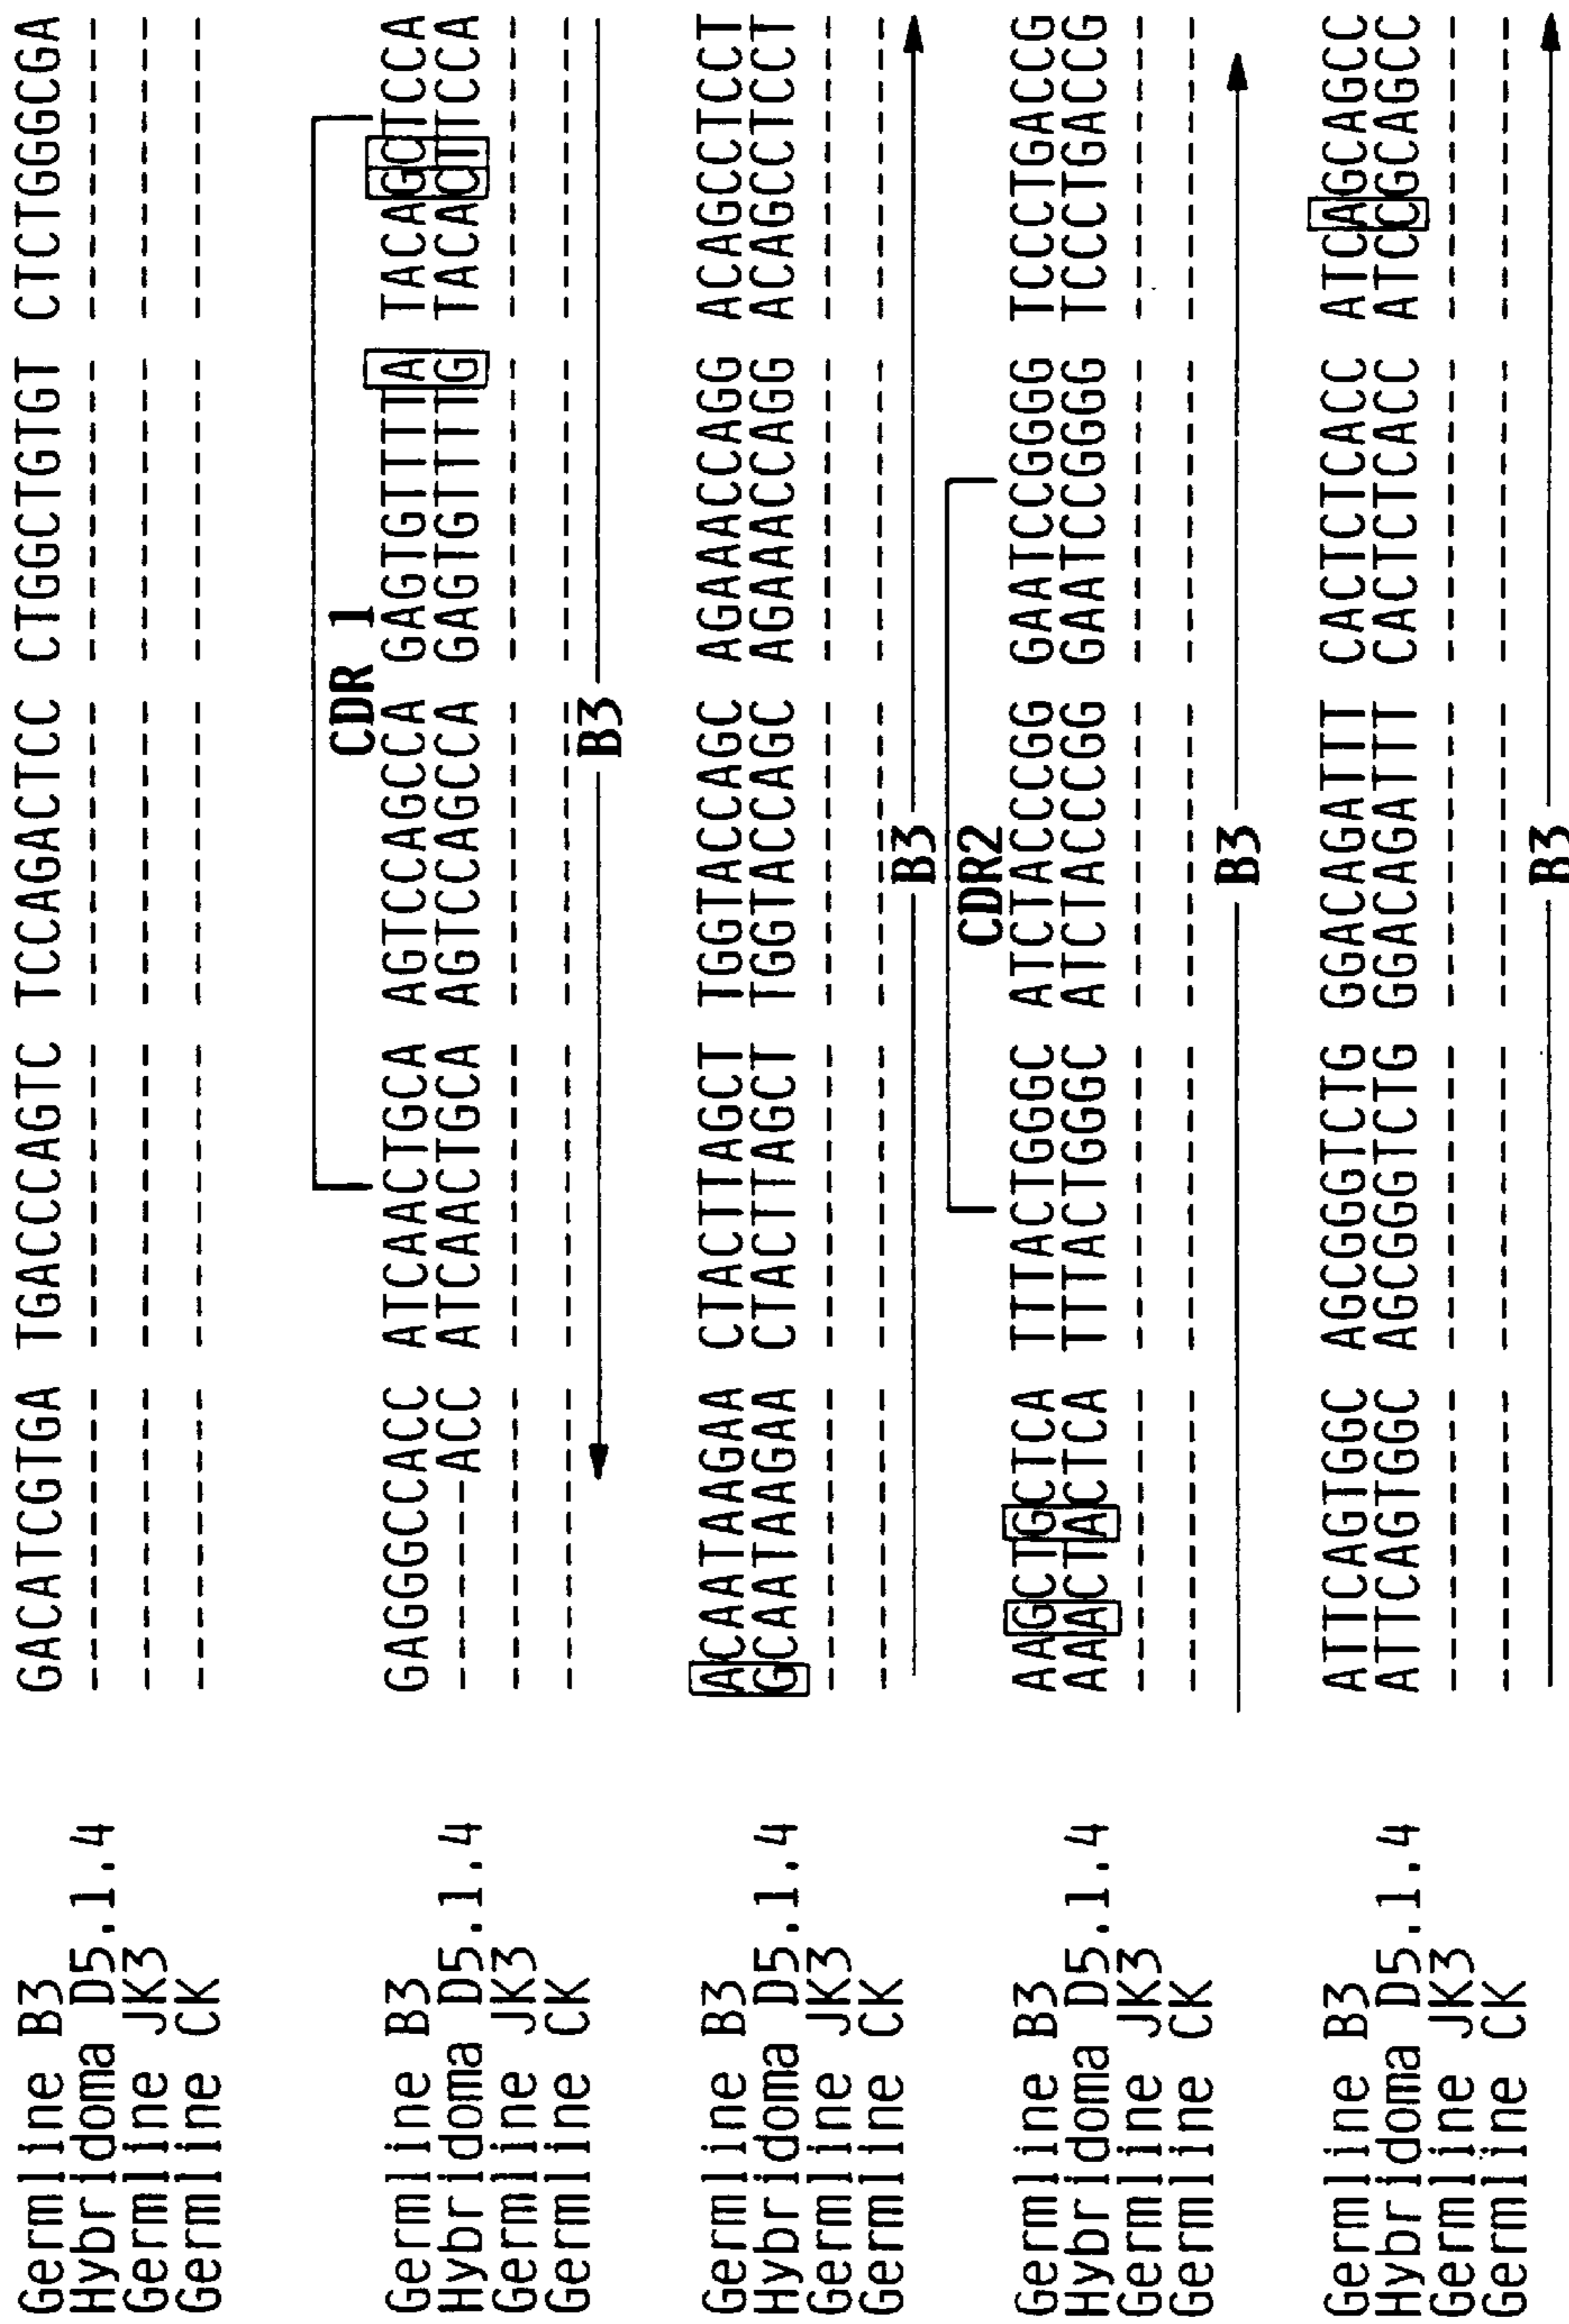 Germline B3 GACATCGTGA TGACCCAGTC TCCAGACTCC CTGGCTGTGT CTCTGGGCGA
Hybridoma D5.1.4 ---------- ---------- ---------- ---------- ----------
Germline JK3 ---------- ---------- ---------- ---------- ----------
Germline CK ---------- ---------- ---------- ---------- ----------
CDR 1
Germline B3 GAGGGCCACC ATCAACTGCA AGTCCAGCCA GAGTGTTTTA TACAGCTCCA
Hybridoma D5.1.4 -------ACC ATCAACTGCA AGTCCAGCCA GAGTGTTTTG TACACTTCCA
Germline JK3 ---------- ---------- ---------- ---------- ----------
Germline CK ---------- ---------- ---------- ---------- ----------
B3
Germline B3 ACAATAAGAA CTACTTAGCT TGGTACCAGC AGAAACCAGG ACAGCCTCCT
Hybridoma D5.1.4 GCAATAAGAA CTACTTAGCT TGGTACCAGC AGAAACCAGG ACAGCCTCCT
Germline JK3 ---------- ---------- ---------- ---------- ----------
Germline CK ---------- ---------- ---------- ---------- ----------
B3
CDR2
Germline B3 AAGCTGCTCA TTTACTGGGC ATCTACCCGG GAATCCGGGG TCCCTGACCG
Hybridoma D5.1.4 AAACTACTCA TTTACTGGGC ATCTACCCGG GAATCCGGGG TCCCTGACCG
Germline JK3 ---------- ---------- ---------- ---------- ----------
Germline CK ---------- ---------- ---------- ---------- ----------
B3
Germline B3 ATTCAGTGGC AGCGGGTCTG GGACAGATTT CACTCTCACC ATCAGCAGCC
Hybridoma D5.1.4 ATTCAGTGGC AGCGGGTCTG GGACAGATTT CACTCTCACC ATCCGCAGCC
Germline JK3 ---------- ---------- ---------- ---------- ----------
Germline CK ---------- ---------- ---------- ---------- ----------
B3